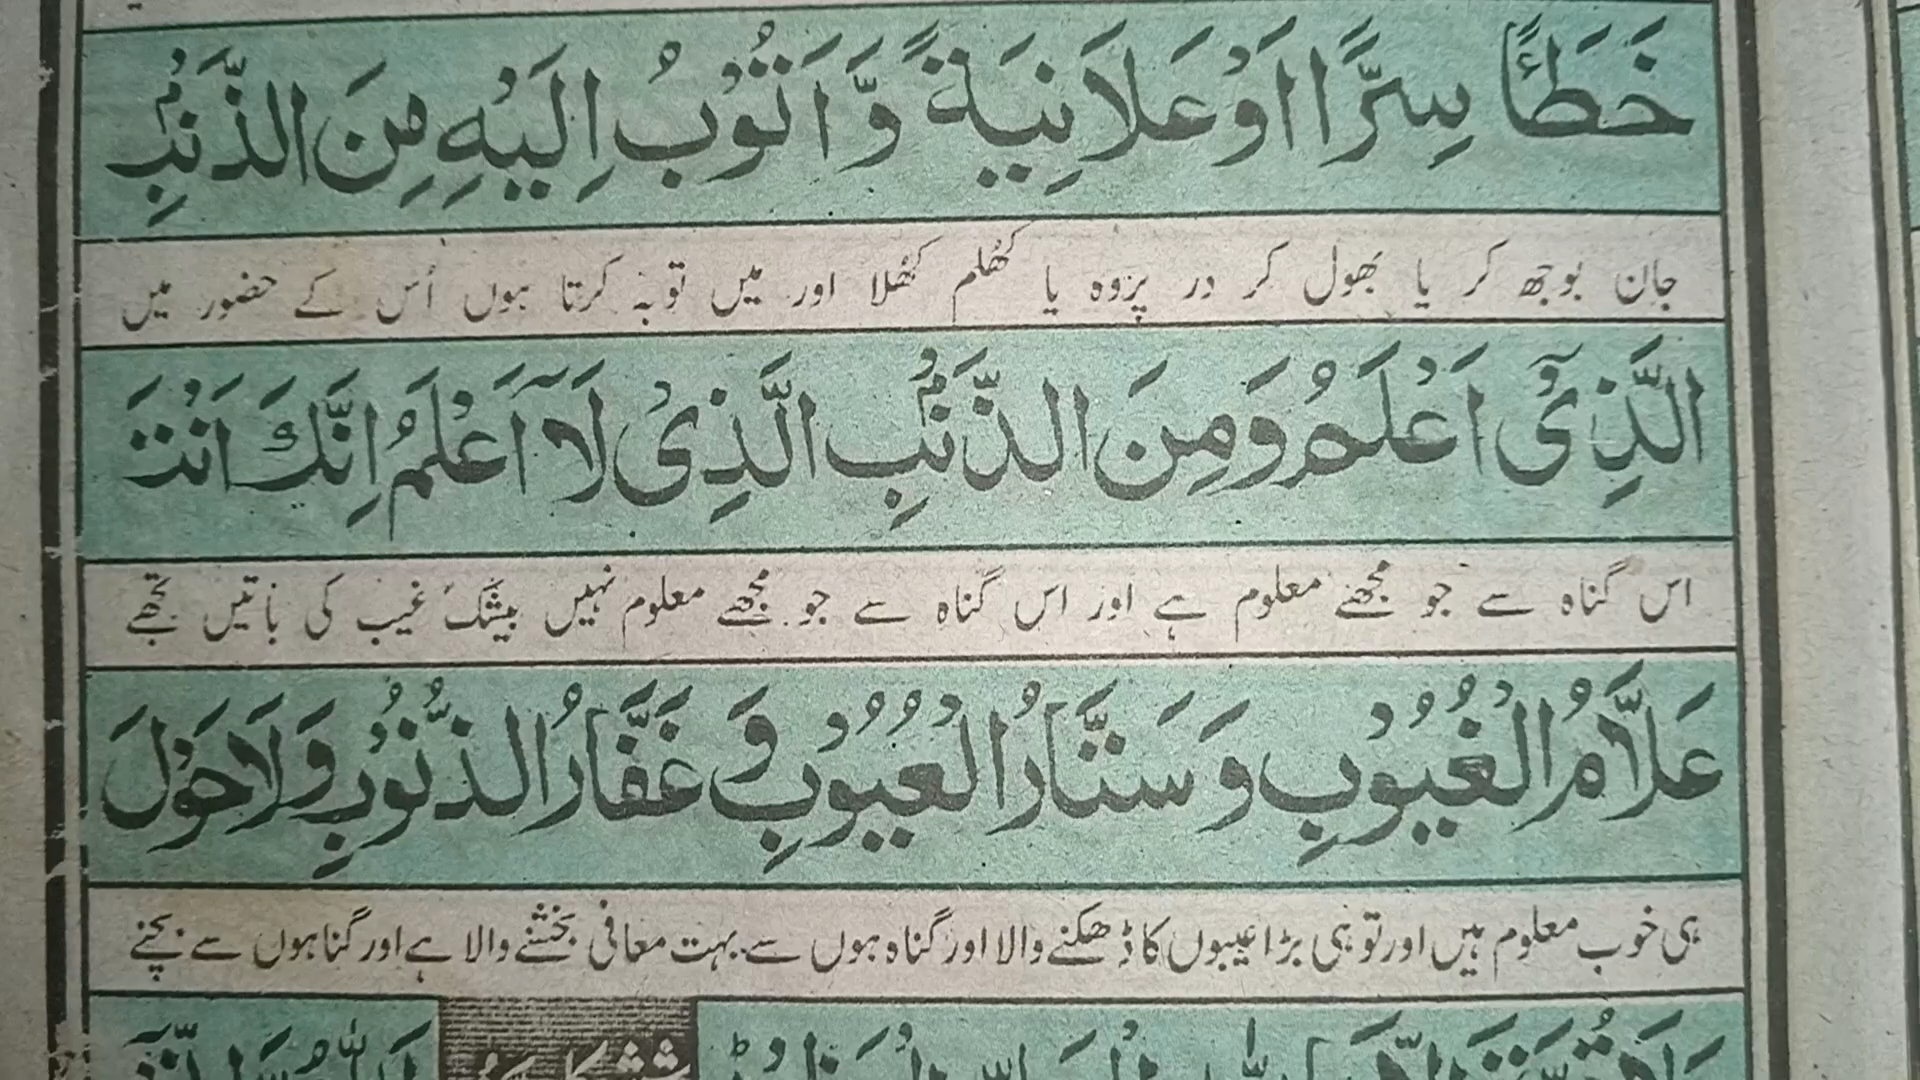 خَطَأً سِرًّا اَوْ عَلَانِيَةً وَّاَتُوْبُ اِلَيْهِ مِنَ الذَّنْۢبِ
جان بوجھ کر یا بھول کر در پردہ یا کھلم کھلا اور میں توبہ کرتا ہوں اُس کے حضور میں
الَّذِىْٓ اَعْلَمُ وَمِنَ الذَّنْۢبِ الَّذِىْ لَآ اَعْلَمُ اِنَّكَ اَنْتَ
اس گناہ سے جو مجھے معلوم ہے اور اس گناہ سے جو مجھے معلوم نہیں بیشک غیب کی باتیں تجھے
عَلَّامُ الْغُيُوْبِ وَسَتَّارُ الْعُيُوْبِ وَغَفَّارُ الذُّنُوْبِ وَلَا حَوْلَ
ہی خوب معلوم ہیں اور تو ہی بڑا عیبوں کا ڈھکنے والا اور گناہ ہوں سے بہت معافی بخشنے والا ہے اور گناہوں سے بچنے